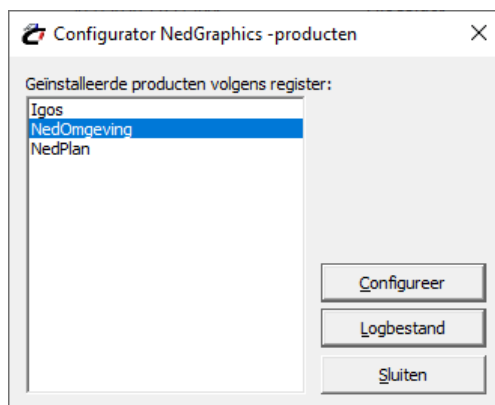 Configurator NedGraphics -producten
Geïnstalleerde producten volgens register:
Igos
NedOmgeving
NedPlan
Configureer
Logbestand
Sluiten